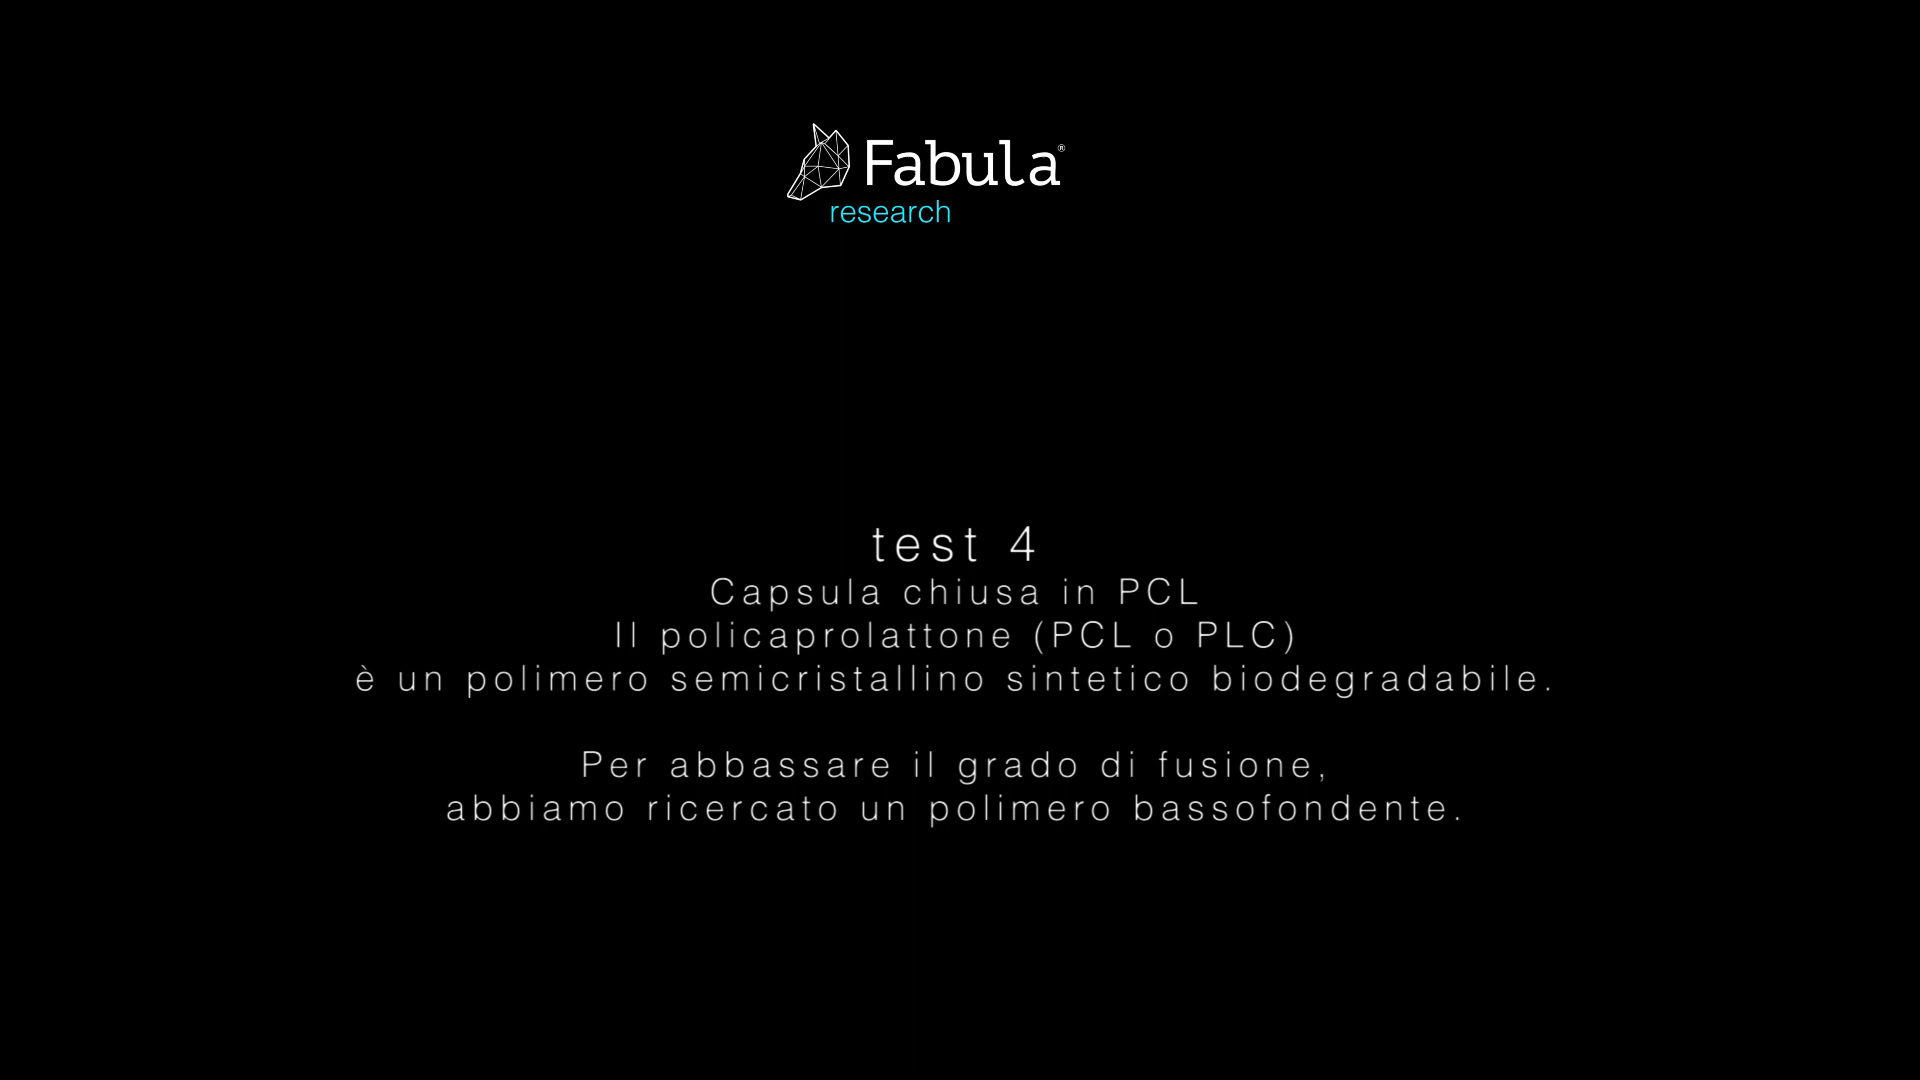 Fabula®
research
test 4
Capsula chiusa in PCL
Il policaprolattone (PCL o PLC)
è un polimero semicristallino sintetico biodegradabile.
Per abbassare il grado di fusione,
abbiamo ricercato un polimero bassofondente.